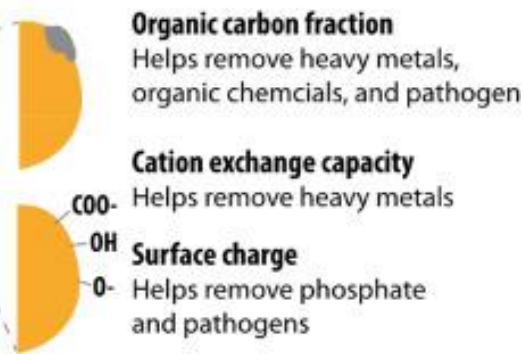 Organic carbon fraction
Helps remove heavy metals,
organic chemcials, and pathogen
Cation exchange capacity
COO- Helps remove heavy metals
OH
Surface charge
O- Helps remove phosphate
and pathogens